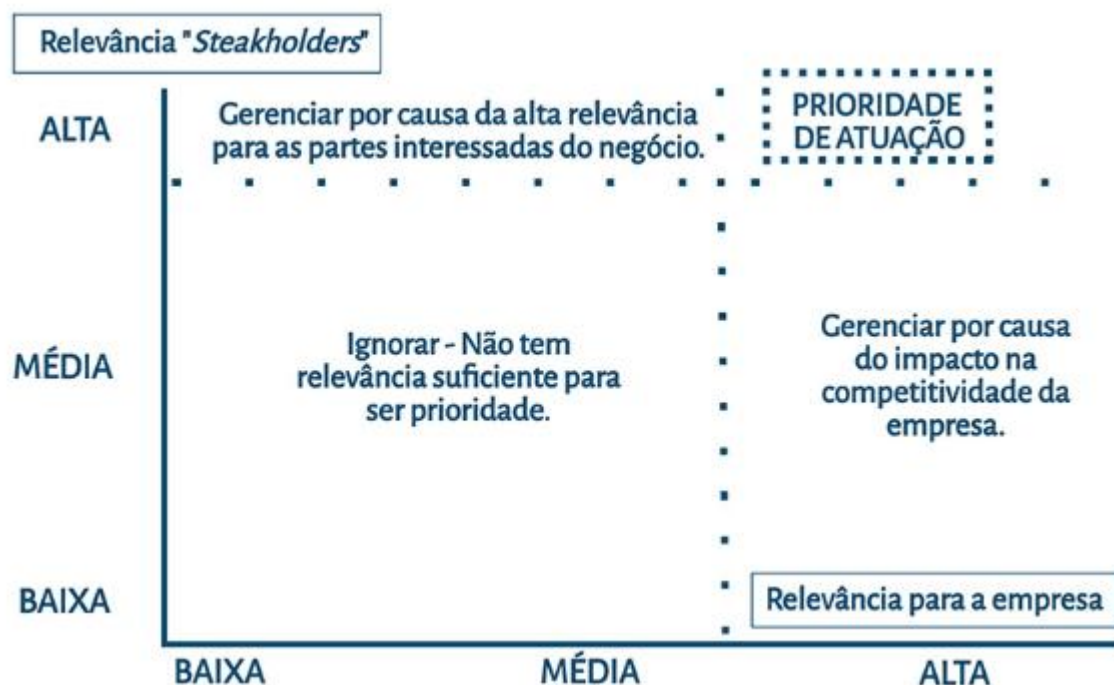 Relevância "Steakholders"
ALTA
Gerenciar por causa da alta relevância
para as partes interessadas do negócio.
PRIORIDADE
DE ATUAÇÃO
MÉDIA
Ignorar - Não tem
relevância suficiente para
ser prioridade.
Gerenciar por causa
do impacto na
competitividade da
empresa.
BAIXA
Relevância para a empresa
BAIXA
MÉDIA
ALTA